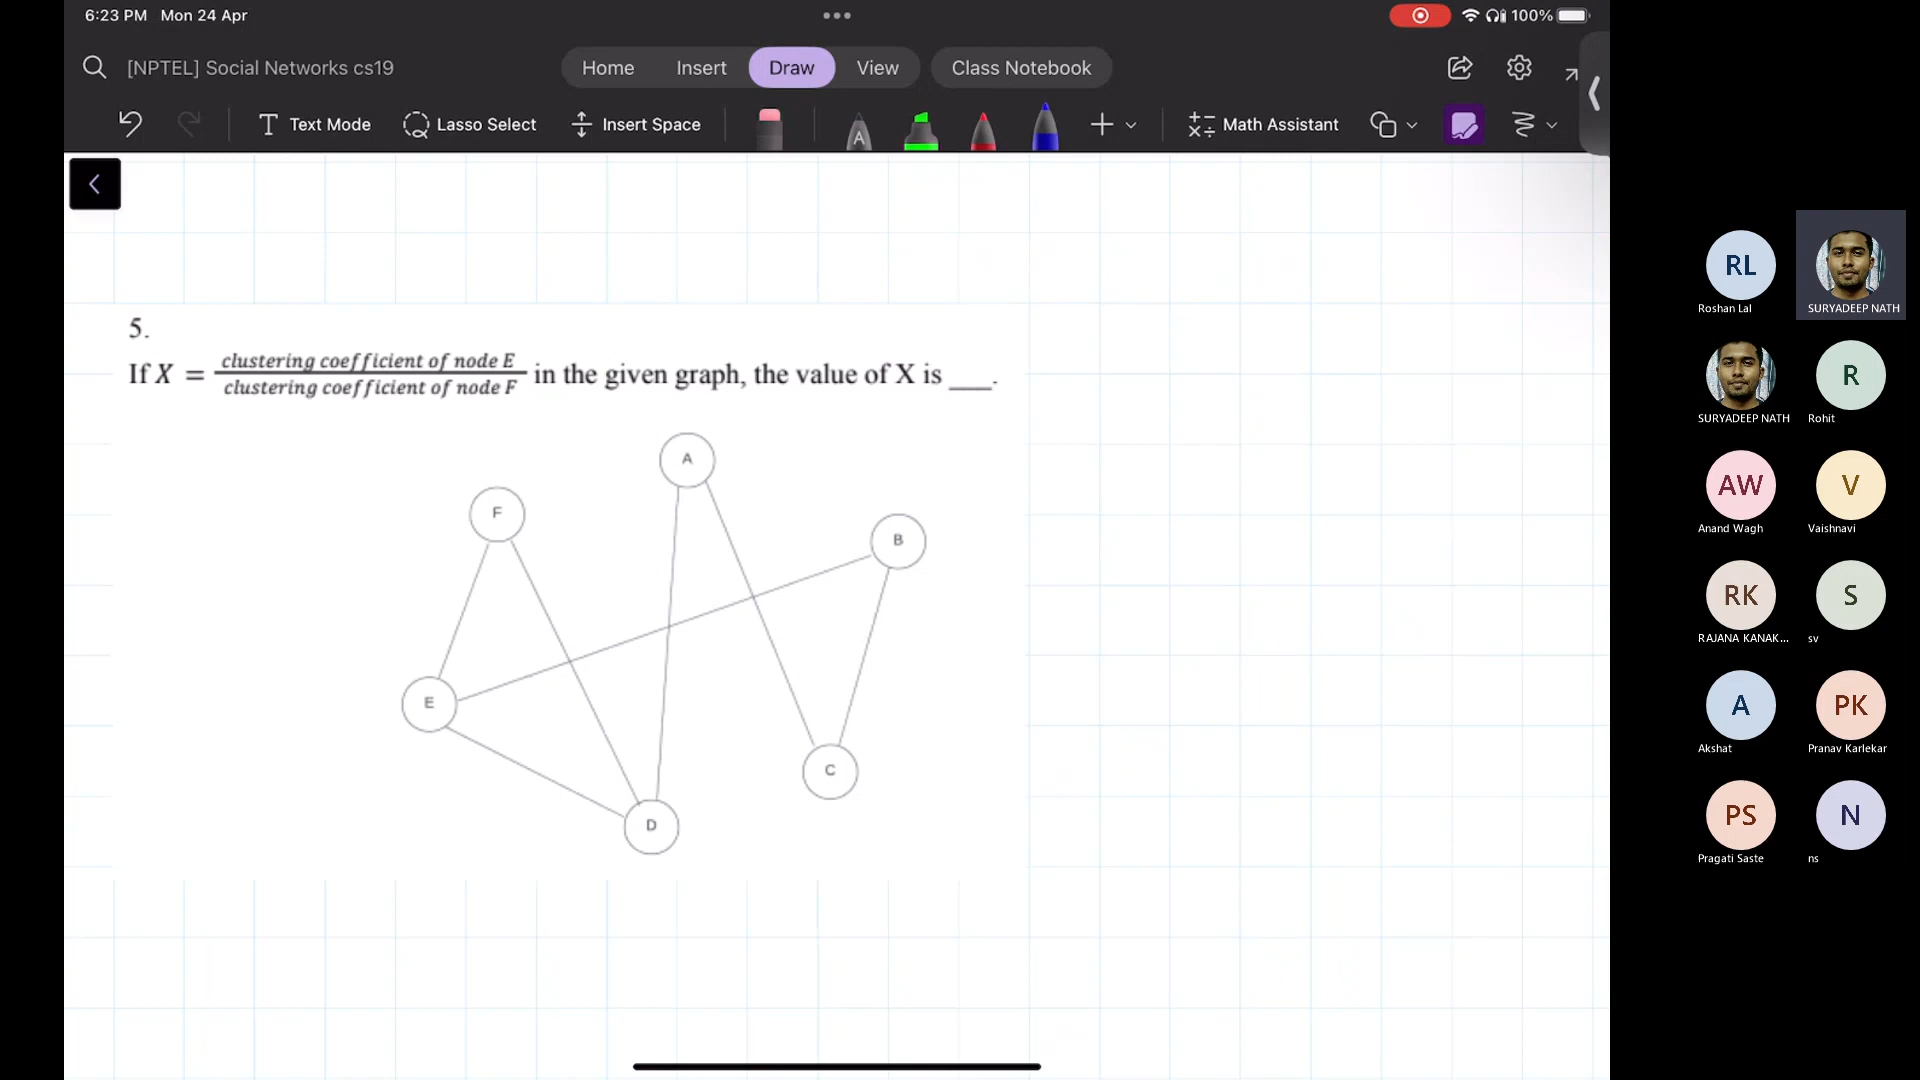 6:23 PM Mon 24 Apr
100%
[NPTEL] Social Networks cs19
Home Insert Draw View Class Notebook
Text Mode Lasso Select Insert Space A Math Assistant
5.
If X = clustering coefficient of node E / clustering coefficient of node F in the given graph, the value of X is ___.
A
F
B
E
C
D
RL
Roshan Lal
SURYADEEP NATH
SURYADEEP NATH
R
Rohit
AW
Anand Wagh
V
Vaishnavi
RK
RAJANA KANAK...
S
sv
A
Akshat
PK
Pranav Karlekar
PS
Pragati Saste
N
ns